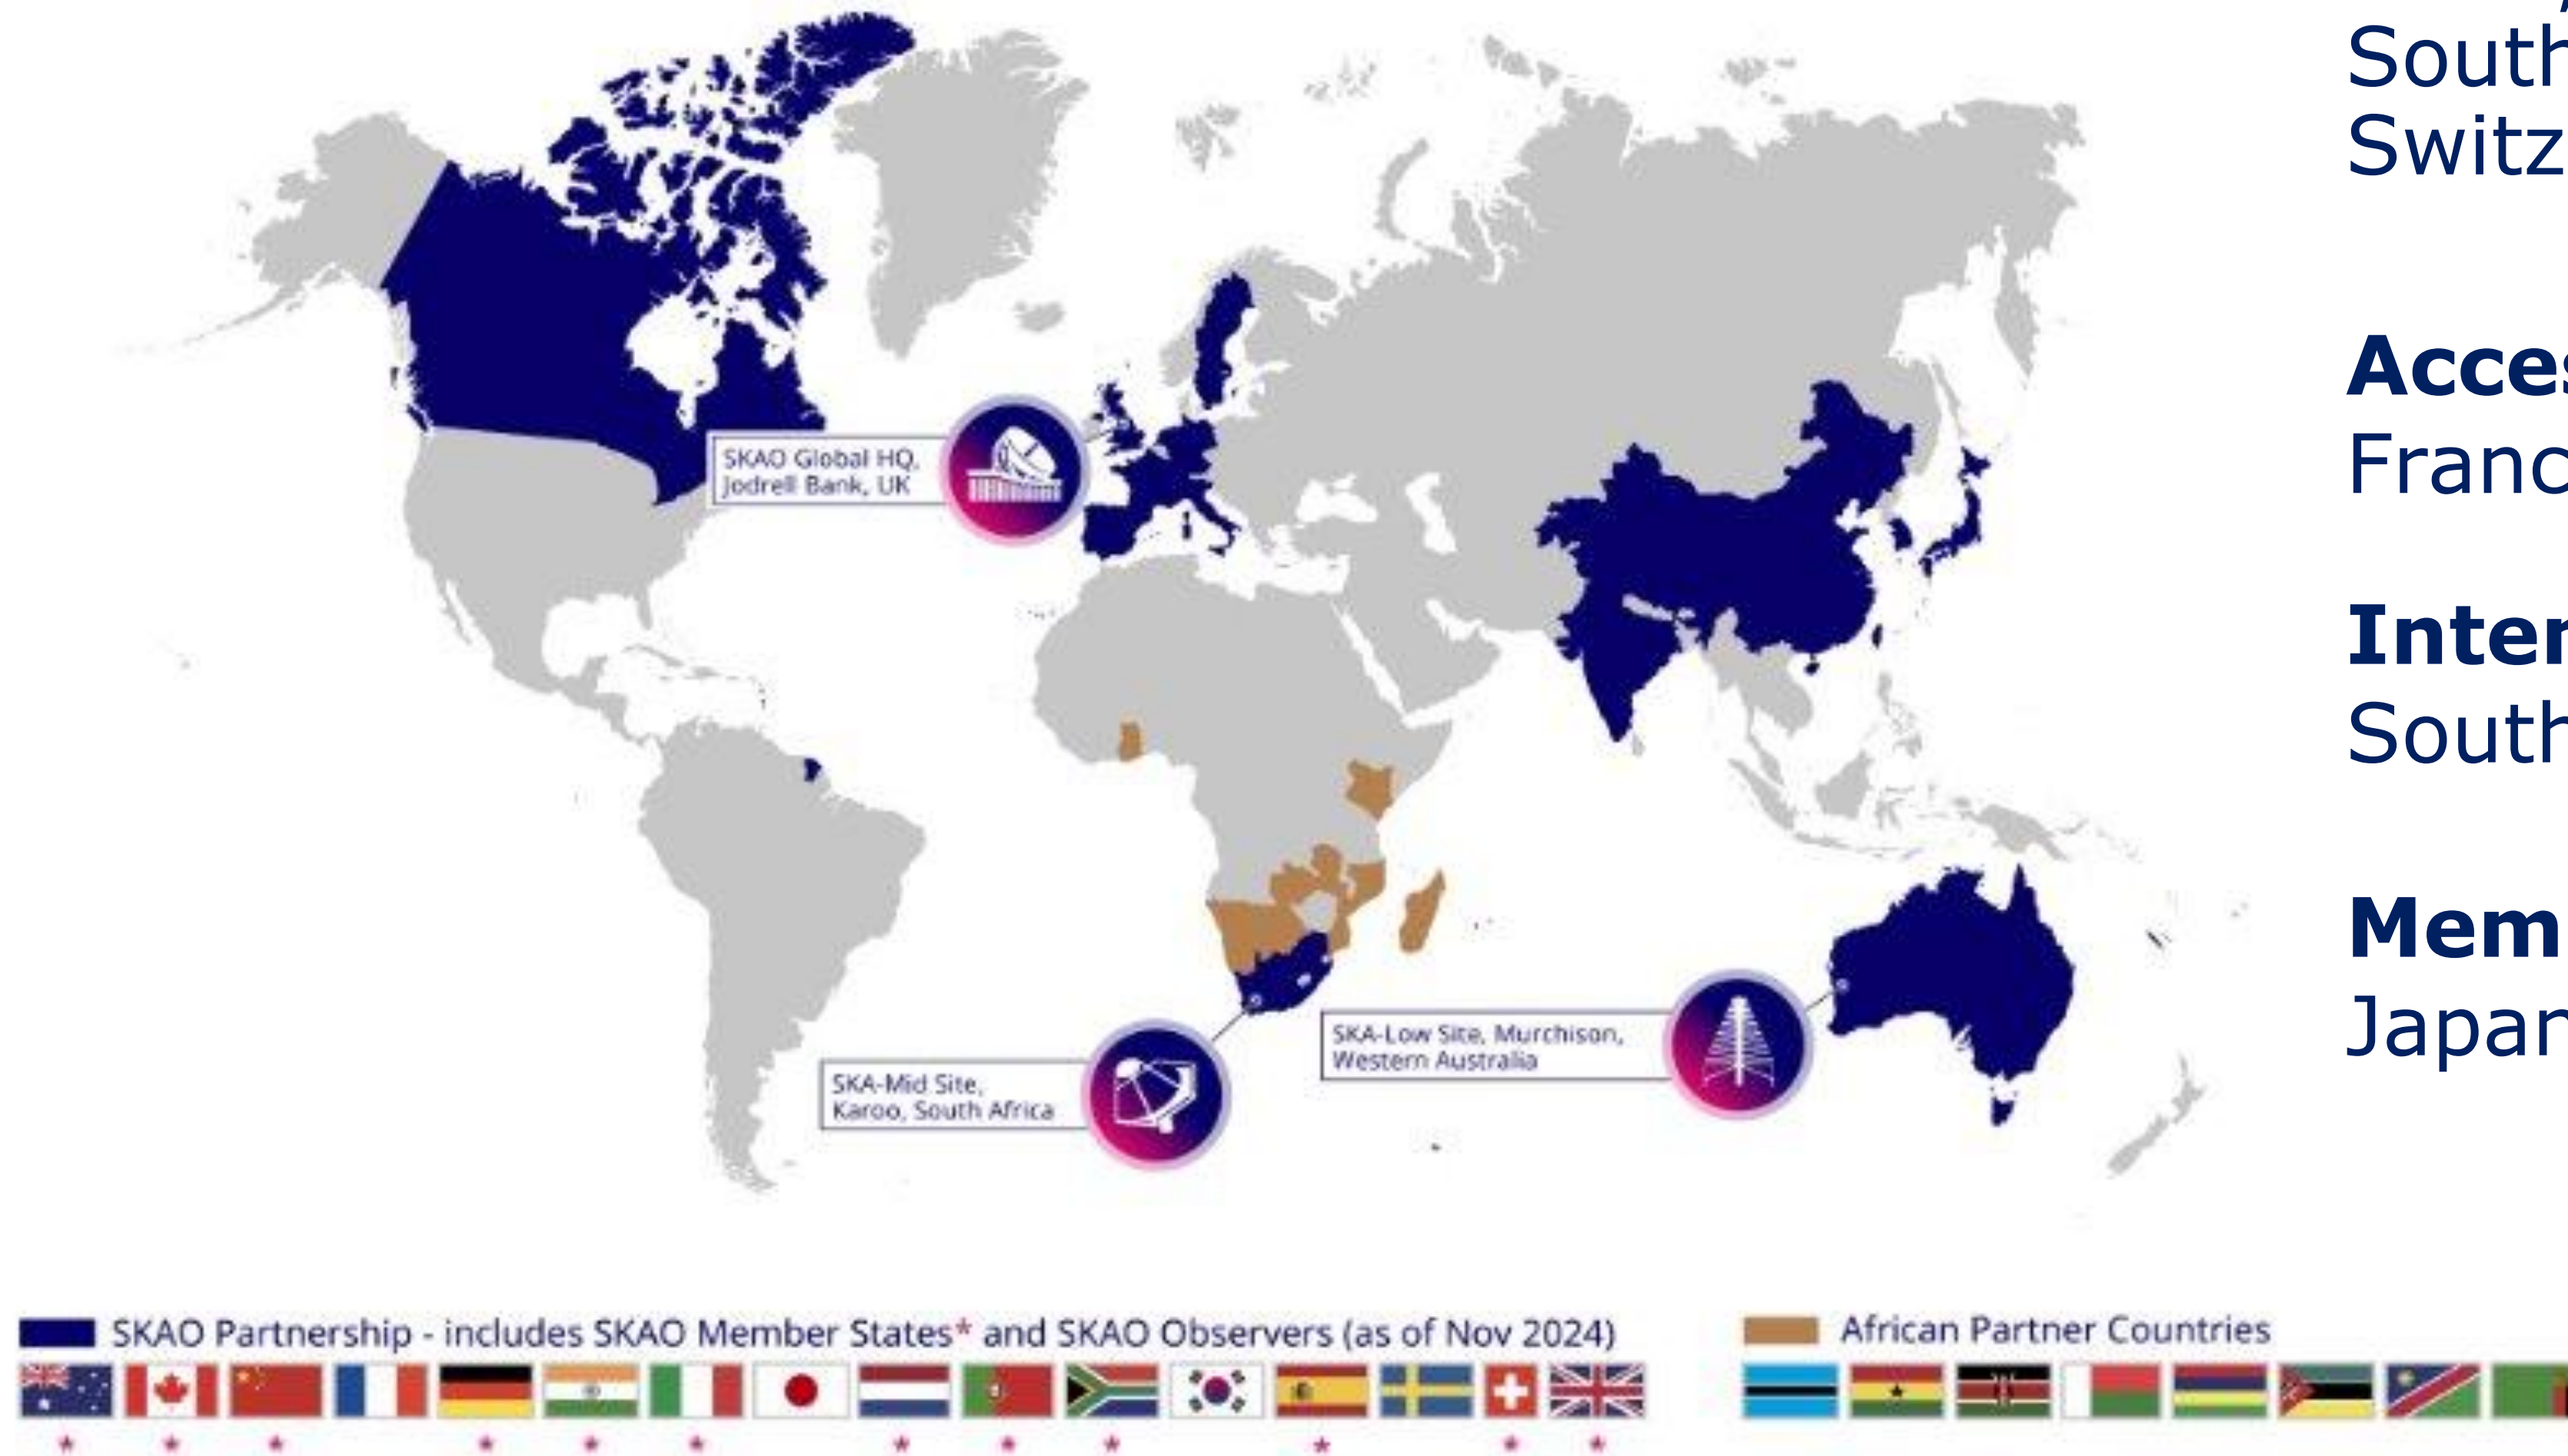 South
Switz
Acces
Franc
Inter
South
Mem
Japan
SKAO Global HQ,
Jodrell Bank, UK
SKA-Mid Site,
Karoo, South Africa
SKA-Low Site, Murchison,
Western Australia
SKAO Partnership - includes SKAO Member States* and SKAO Observers (as of Nov 2024)
African Partner Countries
* * * * * * * * * * * *